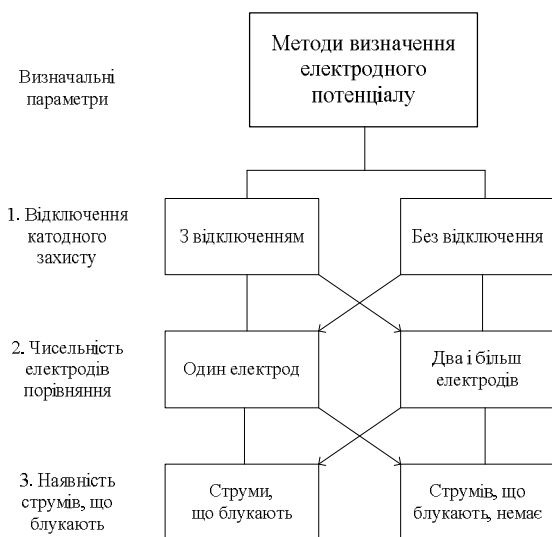 Методи визначення
електродного
потенціалу
Визначальні
параметри
1. Відключення
катодного
захисту
З відключенням
Без відключення
2. Чисельність
електродів
порівняння
Один електрод
Два і більш
електродів
3. Наявність
струмів, що
блукають
Струми,
що блукають
Струмів, що
блукають, немає